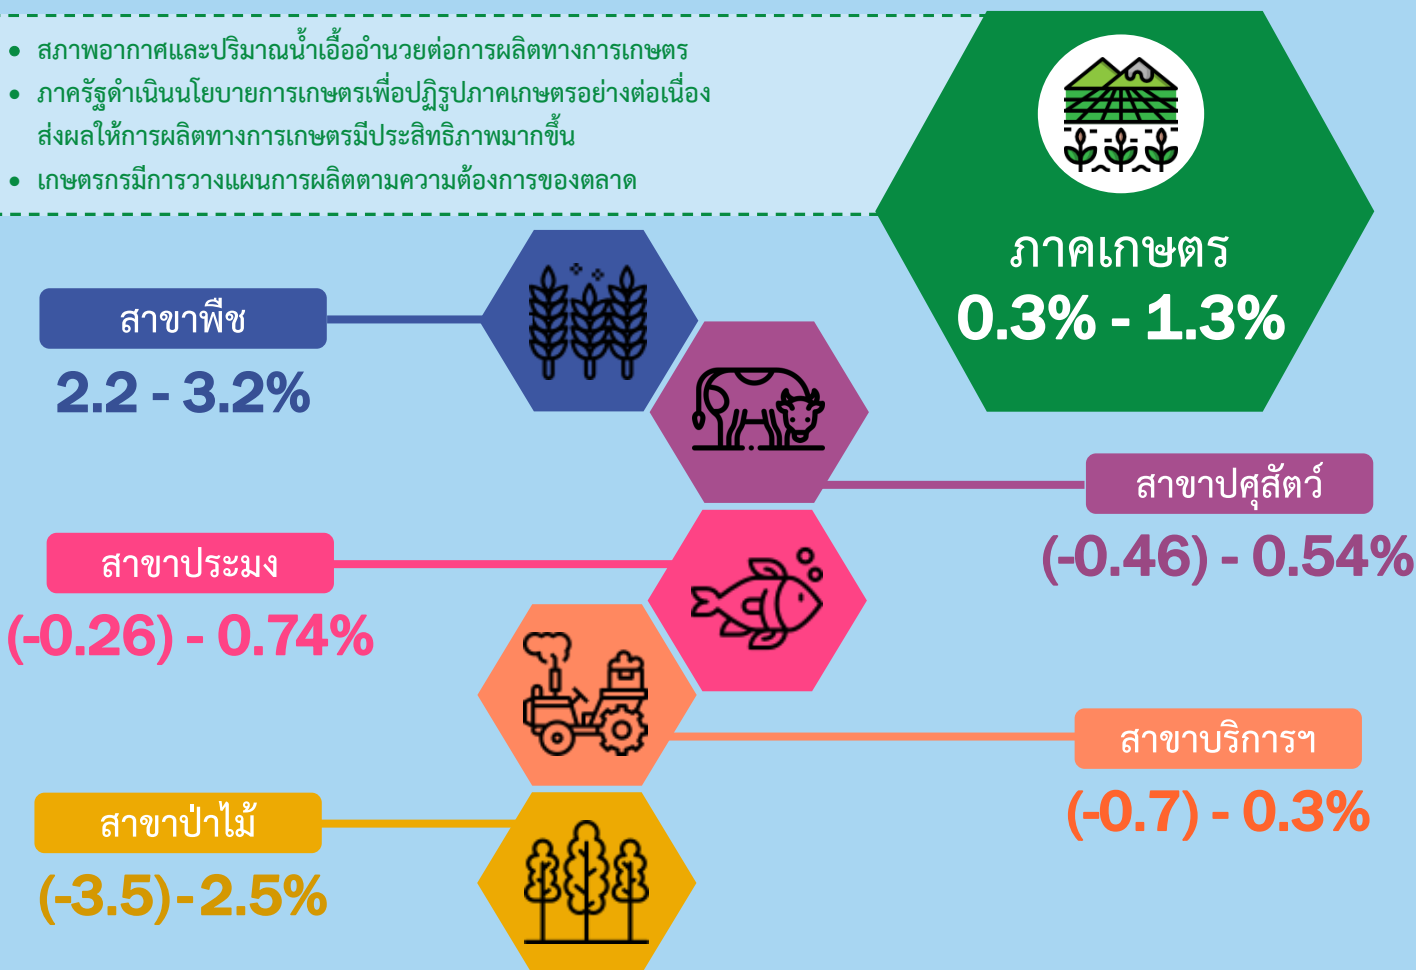 • สภาพอากาศและปริมาณน้ำเอื้ออำนวยต่อการผลิตทางการเกษตร
• ภาครัฐดำเนินนโยบายการเกษตรเพื่อปฏิรูปภาคเกษตรอย่างต่อเนื่อง
ส่งผลให้การผลิตทางการเกษตรมีประสิทธิภาพมากขึ้น
• เกษตรกรมีการวางแผนการผลิตตามความต้องการของตลาด
ภาคเกษตร
0.3% - 1.3%
สาขาพืช
2.2 - 3.2%
สาขาปศุสัตว์
(-0.46) - 0.54%
สาขาประมง
(-0.26) - 0.74%
สาขาบริการฯ
(-0.7) - 0.3%
สาขาป่าไม้
(-3.5) - 2.5%